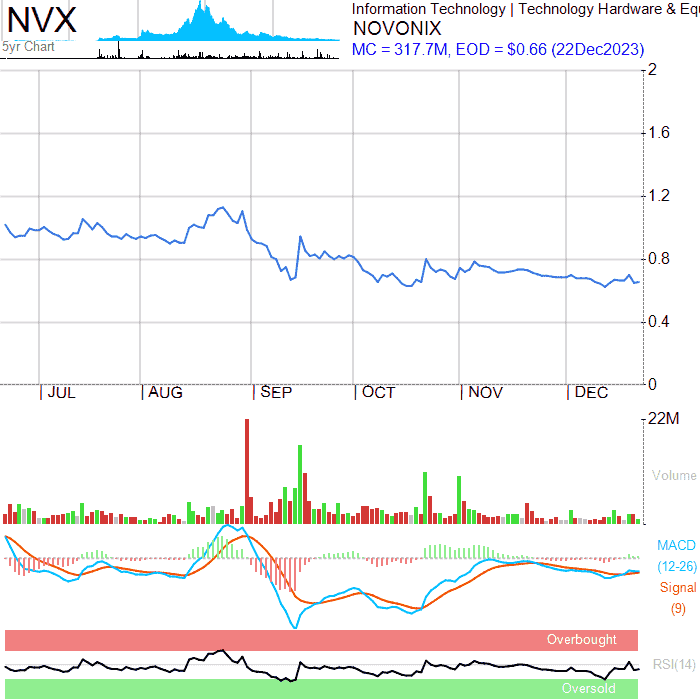 NVX
5yr Chart
Information Technology | Technology Hardware & Equ
NOVONIX
MC = 317.7M, EOD = $0.66 (22Dec2023)
2
1.6
1.2
0.8
0.4
0
JUL AUG SEP OCT NOV DEC
22M
Volume
MACD
(12-26)
Signal
(9)
Overbought
RSI(14)
Oversold